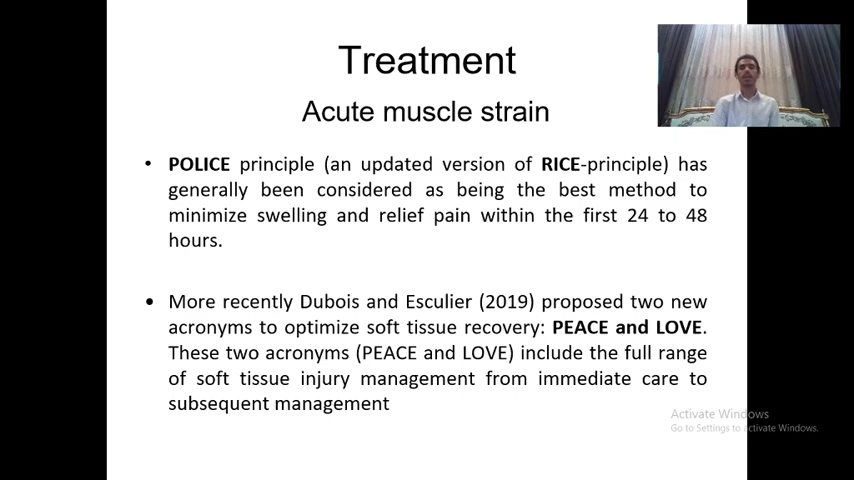 Treatment
Acute muscle strain
• POLICE principle (an updated version of RICE-principle) has
generally been considered as being the best method to
minimize swelling and relief pain within the first 24 to 48
hours.
• More recently Dubois and Esculier (2019) proposed two new
acronyms to optimize soft tissue recovery: PEACE and LOVE.
These two acronyms (PEACE and LOVE) include the full range
of soft tissue injury management from immediate care to
subsequent management
Activate Windows
Go to Settings to activate Windows.